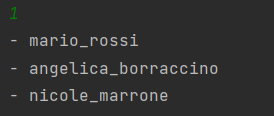 1
- mario_rossi
- angelica_borraccino
- nicole_marrone